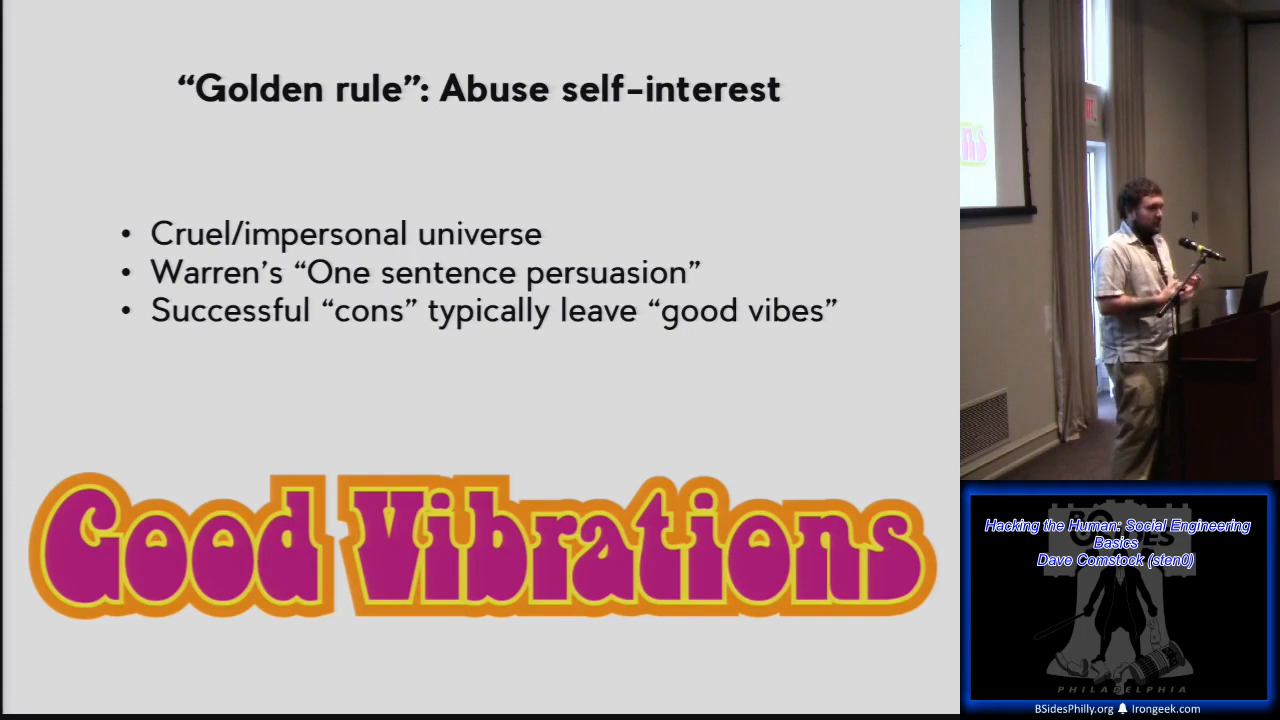 “Golden rule”: Abuse self-interest
• Cruel/impersonal universe
• Warren’s “One sentence persuasion”
• Successful “cons” typically leave “good vibes”
Good Vibrations
ns
Hacking the Human: Social Engineering
Basics
Dave Comstock (sten0)
PHILADELPHIA
BSidesPhilly.org Irongeek.com